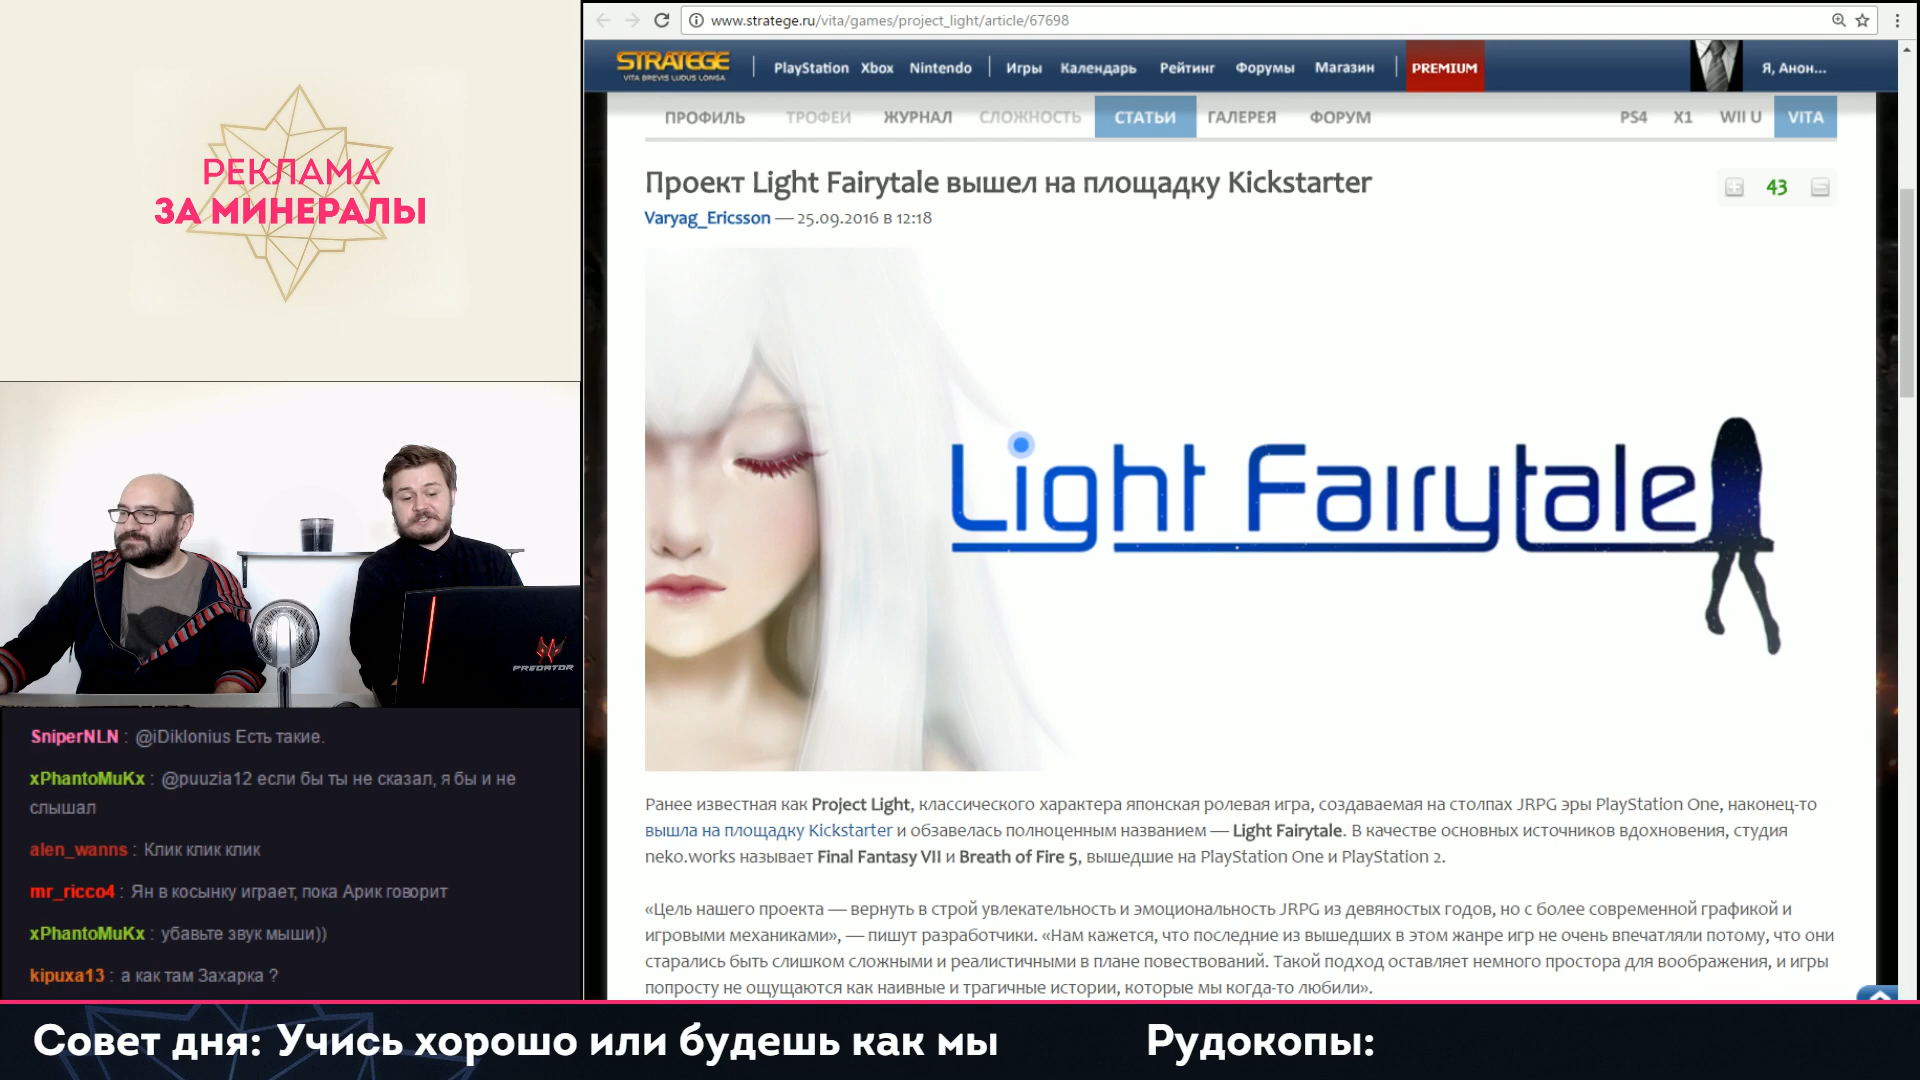 РЕКЛАМА
ЗА МИНЕРАЛЫ
PREDATOR
SniperNLN : @iDiklonius Есть такие.
xPhantoMuKx : @puuzia12 если бы ты не сказал, я бы и не
слышал
alen_wanns : Клик клик клик
mr_ricco4 : Ян в косынку играет, пока Арик говорит
xPhantoMuKx : убавьте звук мыши))
kipuxa13 : а как там Захарка ?
www.stratege.ru/vita/games/project_light/article/67698
STRATEGE
VITA BREVIS LUDUS LONGA
PlayStation Xbox Nintendo Игры Календарь Рейтинг Форумы Магазин PREMIUM Я, Анон...
ПРОФИЛЬ ТРОФЕИ ЖУРНАЛ СЛОЖНОСТЬ СТАТЬИ ГАЛЕРЕЯ ФОРУМ PS4 X1 WII U VITA
Проект Light Fairytale вышел на площадку Kickstarter
43
Varyag_Ericsson — 25.09.2016 в 12:18
Light Fairytale
Ранее известная как Project Light, классического характера японская ролевая игра, создаваемая на столпах JRPG эры PlayStation One, наконец-то
вышла на площадку Kickstarter и обзавелась полноценным названием — Light Fairytale. В качестве основных источников вдохновения, студия
neko.works называет Final Fantasy VII и Breath of Fire 5, вышедшие на PlayStation One и PlayStation 2.
«Цель нашего проекта — вернуть в строй увлекательность и эмоциональность JRPG из девяностых годов, но с более современной графикой и
игровыми механиками», — пишут разработчики. «Нам кажется, что последние из вышедших в этом жанре игр не очень впечатляли потому, что они
старались быть слишком сложными и реалистичными в плане повествований. Такой подход оставляет немного простора для воображения, и игры
попросту не ощущаются как наивные и трагичные истории, которые мы когда-то любили».
Совет дня: Учись хорошо или будешь как мы
Рудокопы: